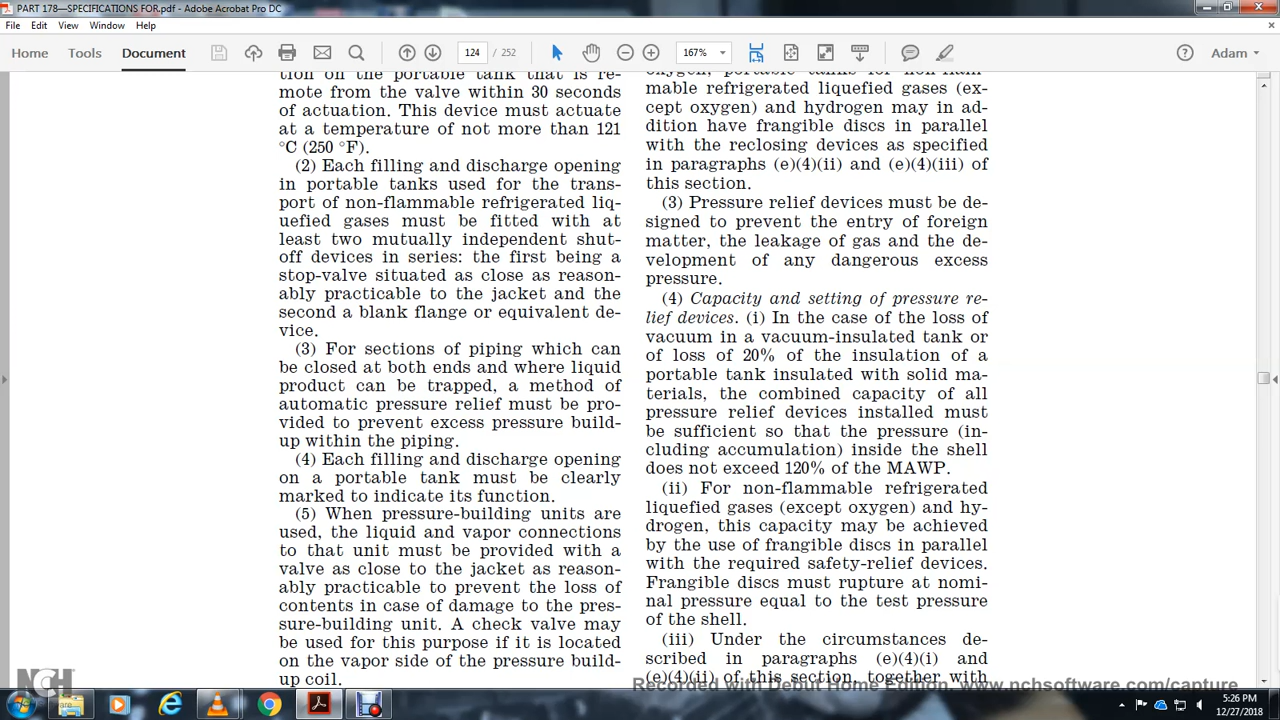 PART 178—SPECIFICATIONS FOR.pdf - Adobe Acrobat Pro DC
File Edit View Window Help
Home Tools Document 124 / 252 167% Adam
tion on the portable tank that is re-
mote from the valve within 30 seconds
of actuation. This device must actuate
at a temperature of not more than 121
°C (250 °F).
(2) Each filling and discharge opening
in portable tanks used for the trans-
port of non-flammable refrigerated liq-
uefied gases must be fitted with at
least two mutually independent shut-
off devices in series: the first being a
stop-valve situated as close as reason-
ably practicable to the jacket and the
second a blank flange or equivalent de-
vice.
(3) For sections of piping which can
be closed at both ends and where liquid
product can be trapped, a method of
automatic pressure relief must be pro-
vided to prevent excess pressure build-
up within the piping.
(4) Each filling and discharge opening
on a portable tank must be clearly
marked to indicate its function.
(5) When pressure-building units are
used, the liquid and vapor connections
to that unit must be provided with a
valve as close to the jacket as reason-
ably practicable to prevent the loss of
contents in case of damage to the pres-
sure-building unit. A check valve may
be used for this purpose if it is located
on the vapor side of the pressure build-
up coil.
oxygen, portable tanks for non-flam-
mable refrigerated liquefied gases (ex-
cept oxygen) and hydrogen may in ad-
dition have frangible discs in parallel
with the reclosing devices as specified
in paragraphs (e)(4)(ii) and (e)(4)(iii) of
this section.
(3) Pressure relief devices must be de-
signed to prevent the entry of foreign
matter, the leakage of gas and the de-
velopment of any dangerous excess
pressure.
(4) Capacity and setting of pressure re-
lief devices. (i) In the case of the loss of
vacuum in a vacuum-insulated tank or
of loss of 20% of the insulation of a
portable tank insulated with solid ma-
terials, the combined capacity of all
pressure relief devices installed must
be sufficient so that the pressure (in-
cluding accumulation) inside the shell
does not exceed 120% of the MAWP.
(ii) For non-flammable refrigerated
liquefied gases (except oxygen) and hy-
drogen, this capacity may be achieved
by the use of frangible discs in parallel
with the required safety-relief devices.
Frangible discs must rupture at nomi-
nal pressure equal to the test pressure
of the shell.
(iii) Under the circumstances de-
scribed in paragraphs (e)(4)(i) and
(e)(4)(ii) of this section, together with
NCH
Recorded with Debut Home Edition. www.nchsoftware.com/capture
5:26 PM
12/27/2018